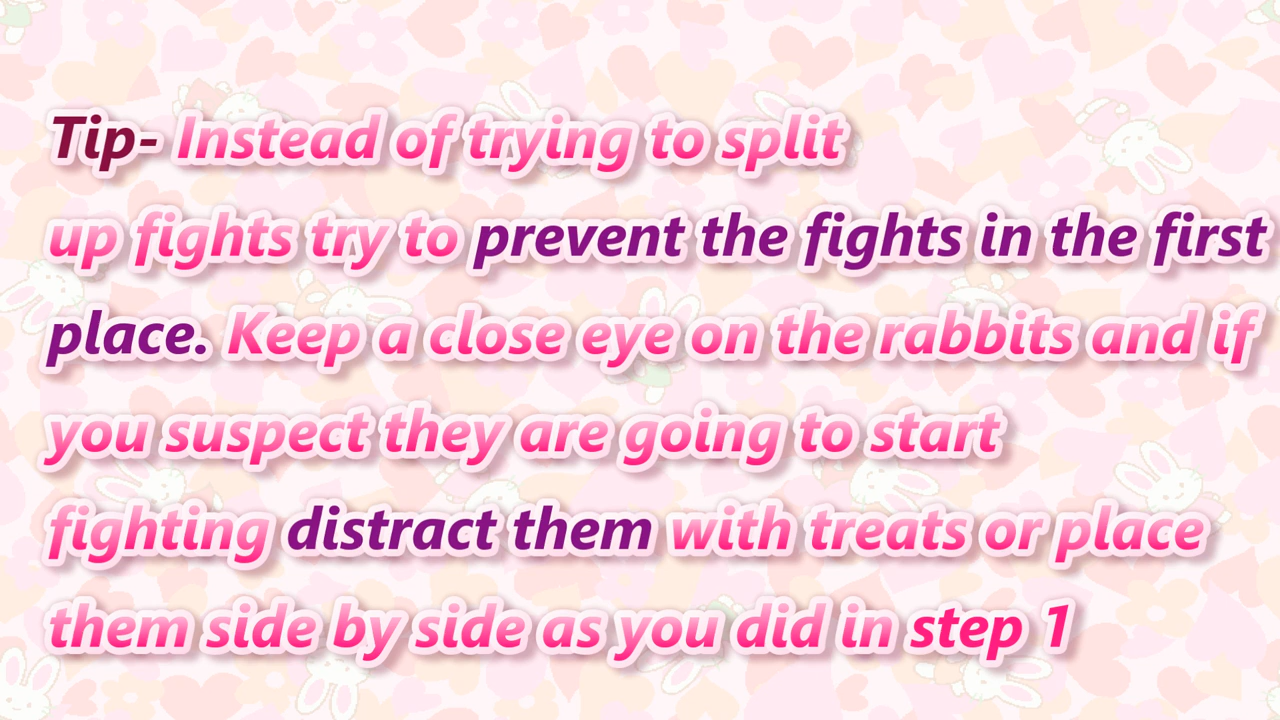 Tip- Instead of trying to split
up fights try to prevent the fights in the first
place. Keep a close eye on the rabbits and if
you suspect they are going to start
fighting distract them with treats or place
them side by side as you did in step 1